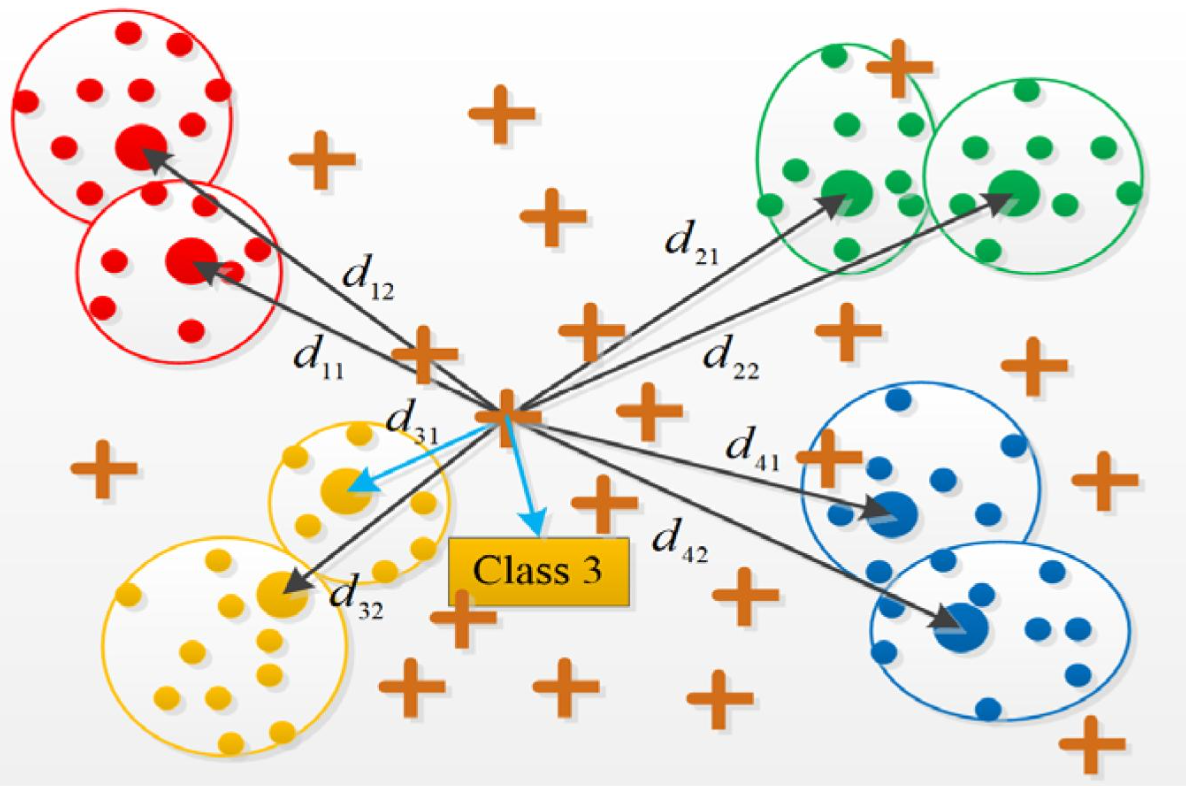 d₂₁
d₁₂
d₁₁
d₂₂
d₃₁
d₄₁
d₄₂
Class 3
d₃₂